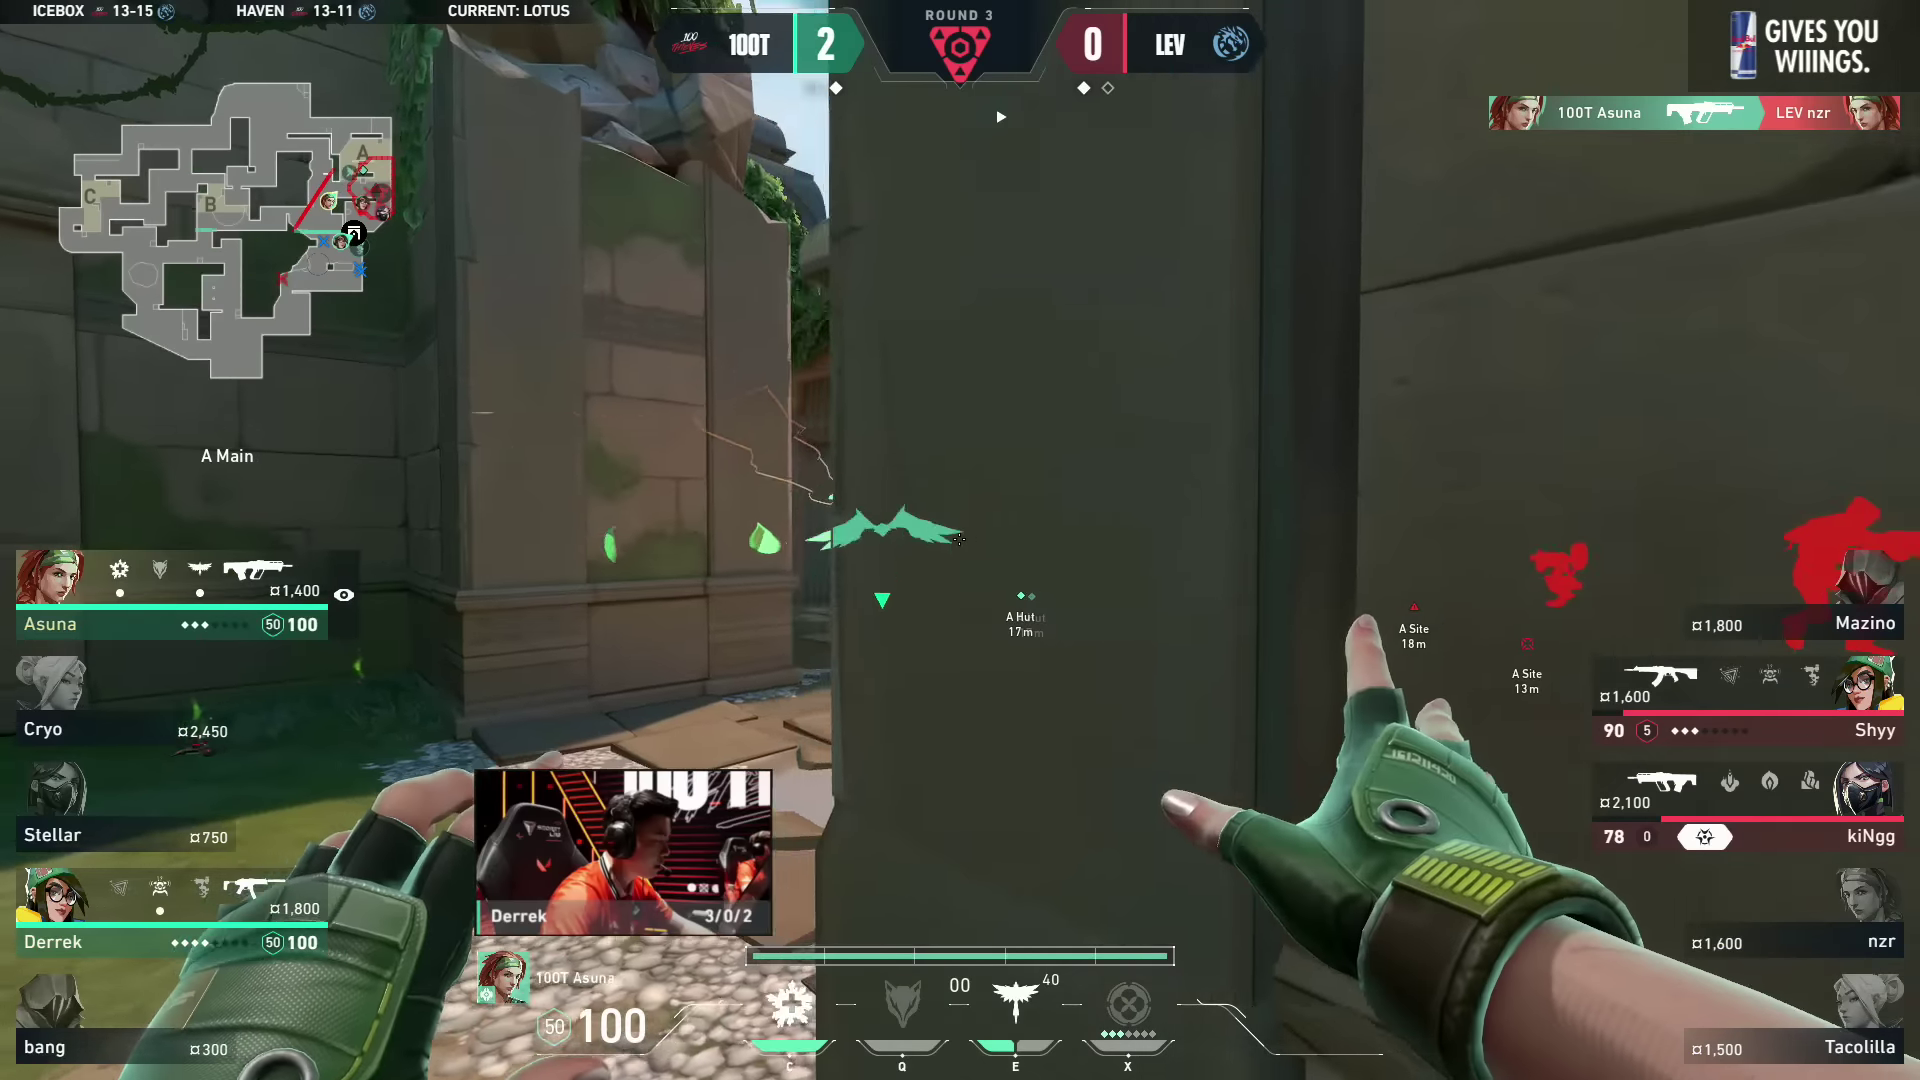 ICEBOX 13-15
HAVEN 13-11
CURRENT: LOTUS
100T
2
ROUND 3
0
LEV
GIVES YOU
WIIINGS.
100T Asuna
LEV nzr
A
B
C
A Main
1,400
Asuna
50 100
Cryo
2,450
Stellar
750
1,800
Derrek
50 100
bang
300
A Hut
17m
A Site
18m
A Site
13m
1,800
Mazino
1,600
90 5
Shyy
2,100
78 0
kiNgg
1,600
nzr
1,500
Tacolilla
Derrek
3/0/2
100T Asuna
50 100
00
40
C
Q
E
X